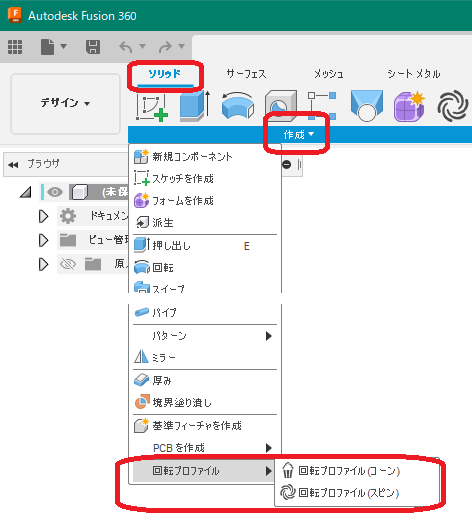 Autodesk Fusion 360
ソリッド
サーフェス
メッシュ
シート メタル
デザイン
作成
ブラウザ
新規コンポーネント
スケッチを作成
フォームを作成
派生
押し出し E
回転
スイープ
パイプ
パターン
ミラー
厚み
境界塗り潰し
基準フィーチャを作成
PCB を作成
回転プロファイル
回転プロファイル(コーン)
回転プロファイル(スピン)
(未保
ドキュメン
ビュー管理
原